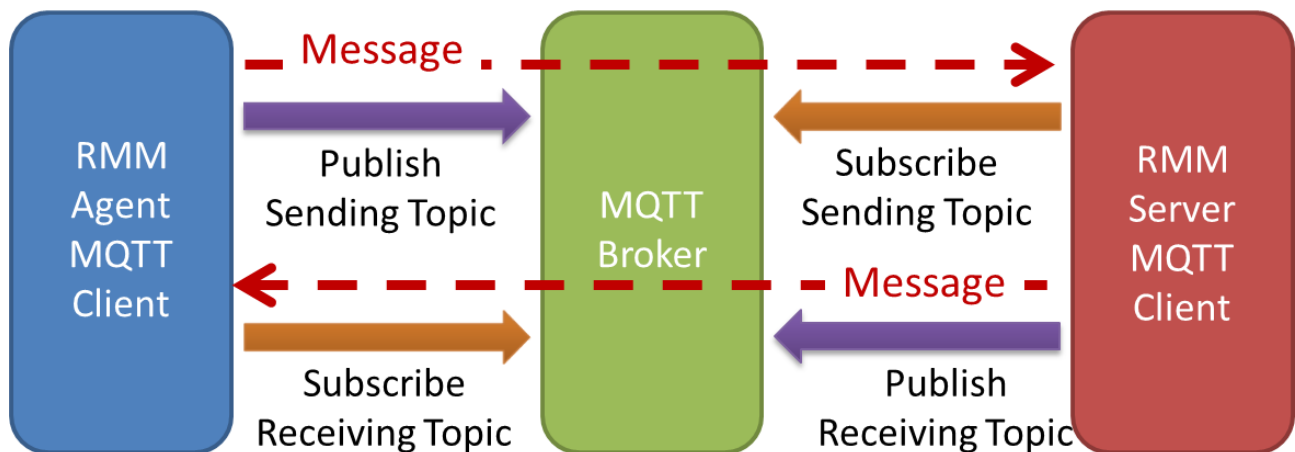 RMM
Agent
MQTT
Client
Message
Publish
Sending Topic
Subscribe
Receiving Topic
MQTT
Broker
Subscribe
Sending Topic
Message
Publish
Receiving Topic
RMM
Server
MQTT
Client